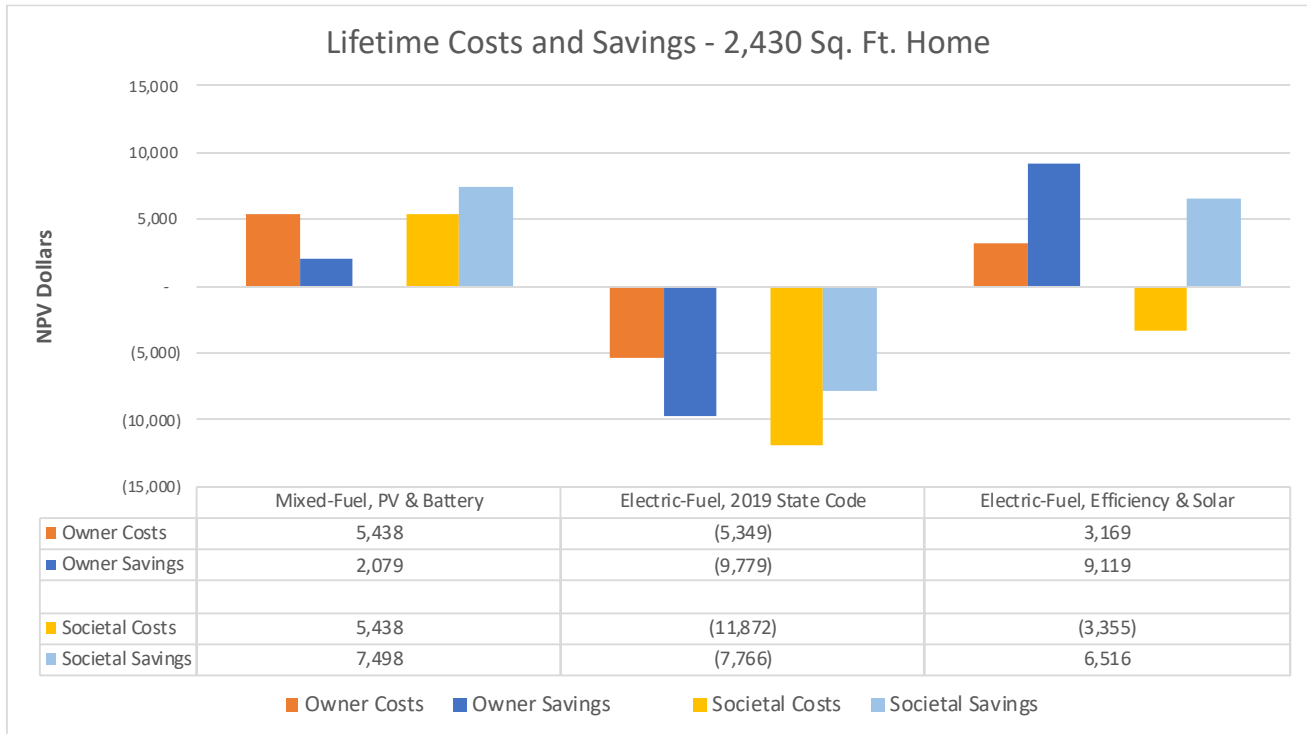 Lifetime Costs and Savings - 2,430 Sq. Ft. Home
15,000
10,000
5,000
-
(5,000)
(10,000)
(15,000)
NPV Dollars
Mixed-Fuel, PV & Battery Electric-Fuel, 2019 State Code Electric-Fuel, Efficiency & Solar
Owner Costs 5,438 (5,349) 3,169
Owner Savings 2,079 (9,779) 9,119
Societal Costs 5,438 (11,872) (3,355)
Societal Savings 7,498 (7,766) 6,516
Owner Costs Owner Savings Societal Costs Societal Savings